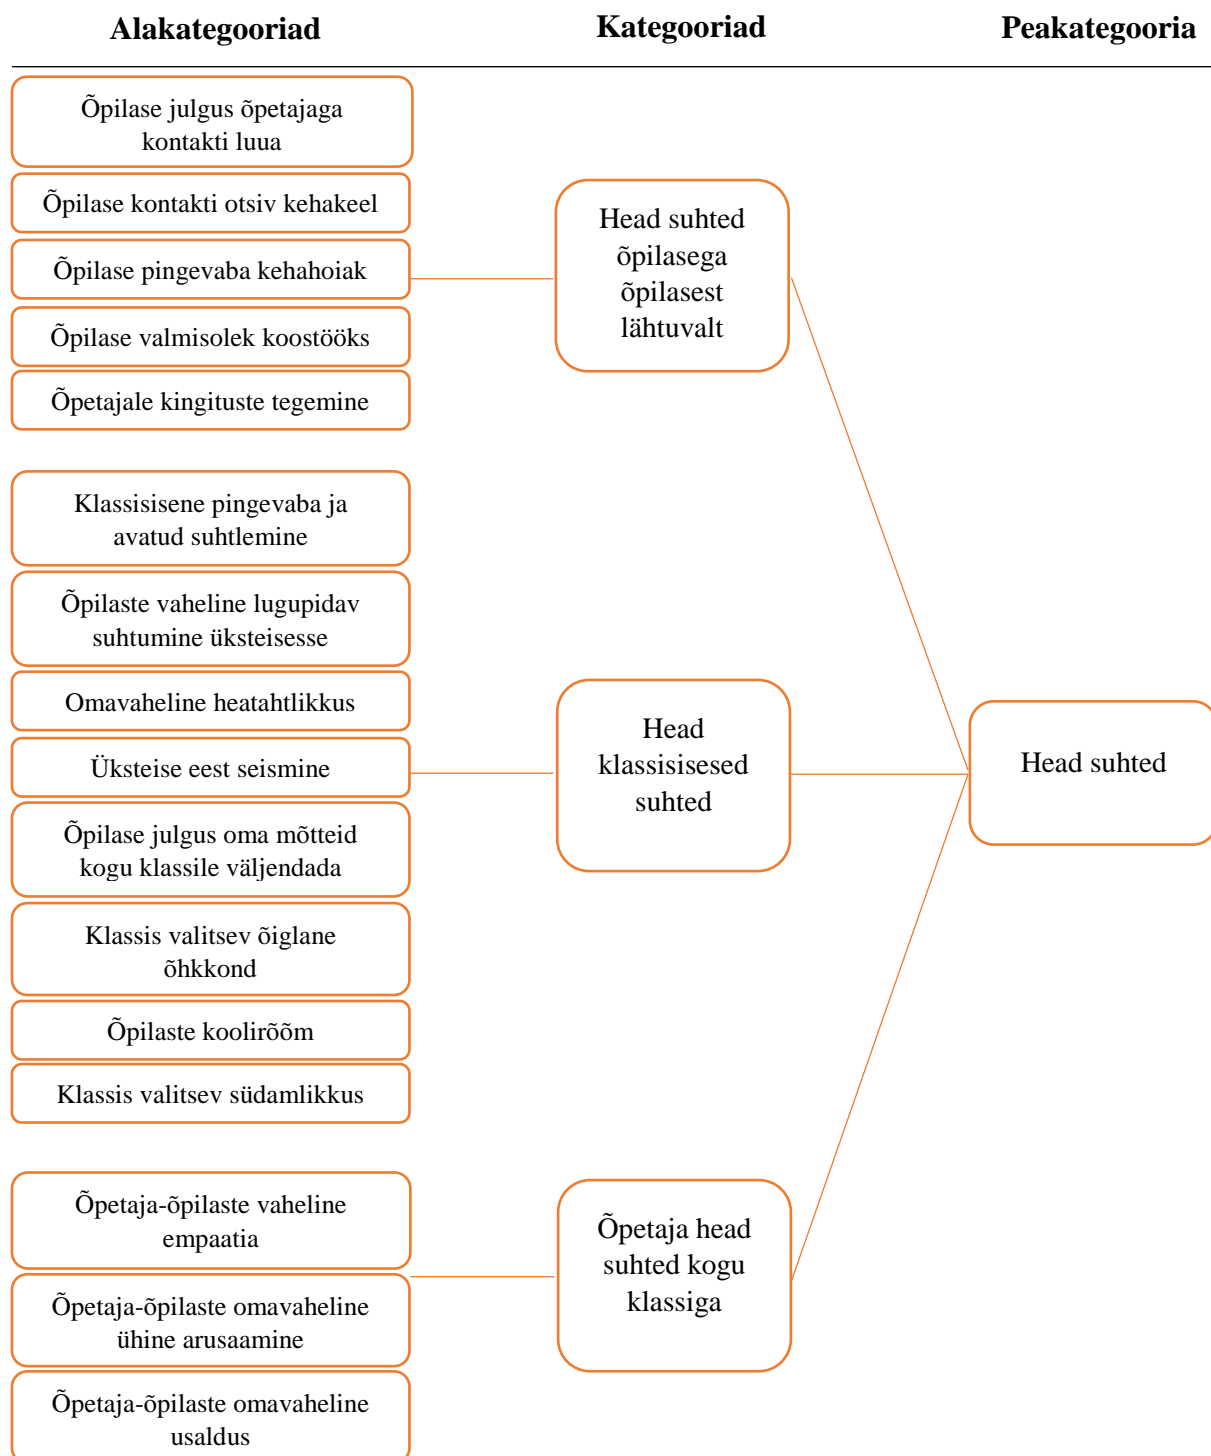 Alakategooriad
Kategooriad
Peakategooria
Õpilase julgus õpetajaga
kontakti luua
Õpilase kontakti otsiv kehakeel
Õpilase pingevaba kehahoiak
Õpilase valmisolek koostööks
Õpetajale kingituste tegemine
Head suhted
õpilasega
õpilasest
lähtuvalt
Klassisisene pingevaba ja
avatud suhtlemine
Õpilaste vaheline lugupidav
suhtumine üksteisesse
Omavaheline heatahtlikkus
Üksteise eest seismine
Õpilase julgus oma mõtteid
kogu klassile väljendada
Klassis valitsev õiglane
õhkkond
Õpilaste koolirõõm
Klassis valitsev südamlikkus
Head
klassisisesed
suhted
Head suhted
Õpetaja-õpilaste vaheline
empaatia
Õpetaja-õpilaste omavaheline
ühine arusaamine
Õpetaja-õpilaste omavaheline
usaldus
Õpetaja head
suhted kogu
klassiga